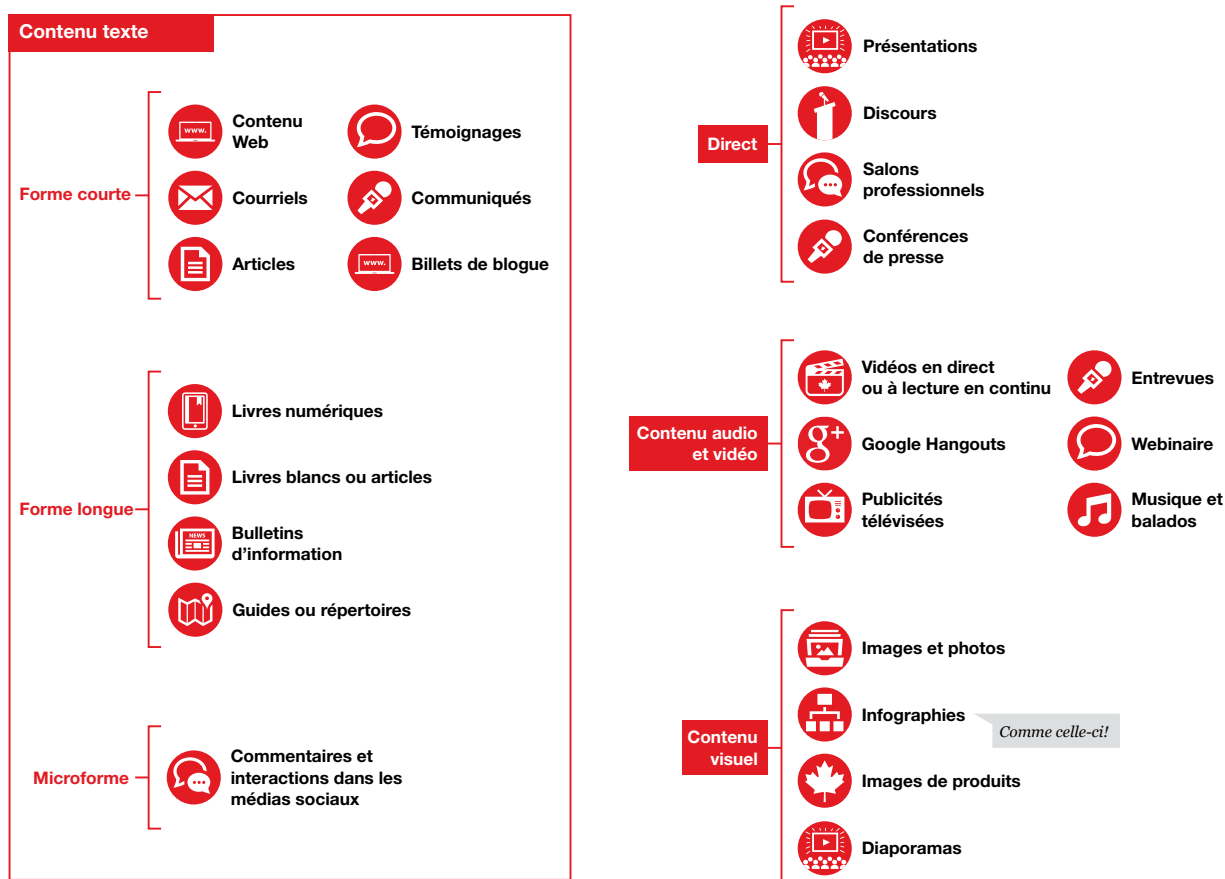 Contenu texte
Forme courte
www.
Contenu
Web
Témoignages
Courriels
Communiqués
Articles
www.
Billets de blogue
Forme longue
Livres numériques
Livres blancs ou articles
NEWS
Bulletins
d’information
Guides ou répertoires
Microforme
Commentaires et
interactions dans les
médias sociaux
Direct
Présentations
Discours
Salons
professionnels
Conférences
de presse
Contenu audio
et vidéo
Vidéos en direct
ou à lecture en continu
Entrevues
g+
Google Hangouts
Webinaire
Publicités
télévisées
Musique et
balados
Contenu
visuel
Images et photos
Infographies
Comme celle-ci!
Images de produits
Diaporamas